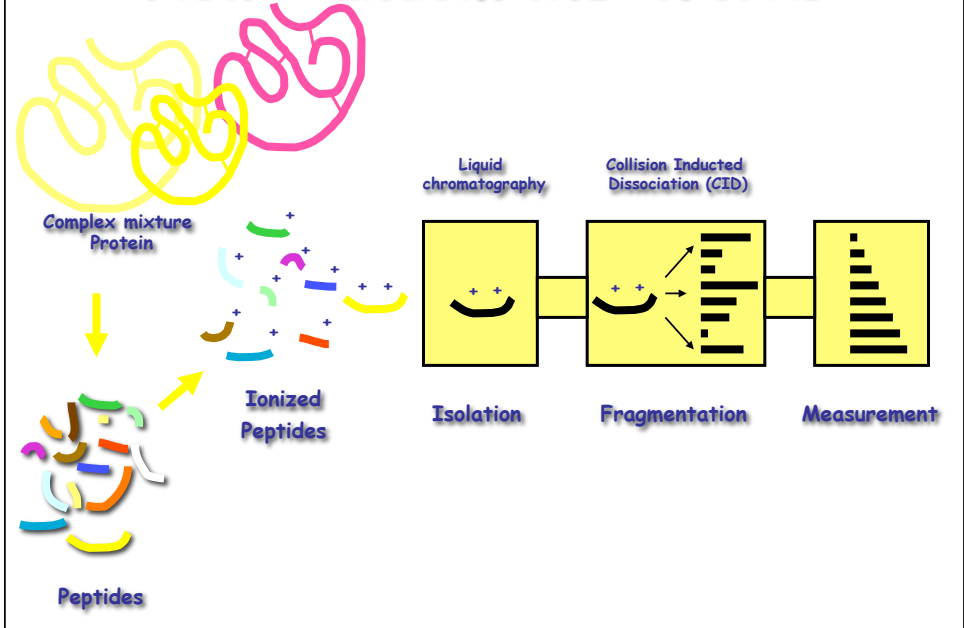 Liquid
chromatography
Collision Inducted
Dissociation (CID)
Complex mixture
Protein
+
+
+
+
+
+ +
+
+
+
+ +
+ +
Ionized
Peptides
Isolation
Fragmentation
Measurement
Peptides